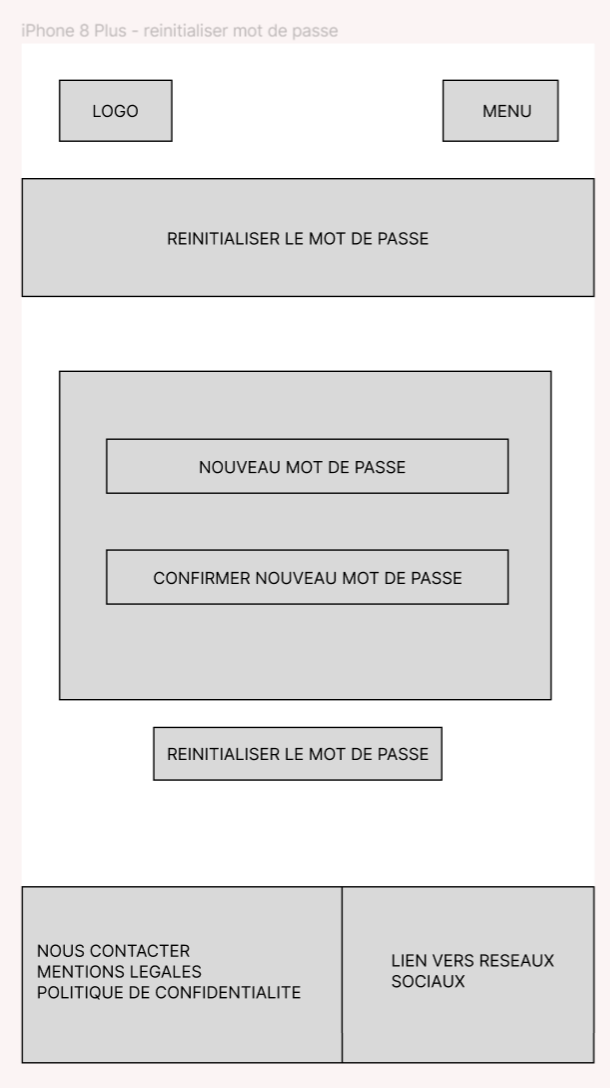 iPhone 8 Plus - reinitialiser mot de passe
LOGO
MENU
REINITIALISER LE MOT DE PASSE
NOUVEAU MOT DE PASSE
CONFIRMER NOUVEAU MOT DE PASSE
REINITIALISER LE MOT DE PASSE
NOUS CONTACTER
MENTIONS LEGALES
POLITIQUE DE CONFIDENTIALITE
LIEN VERS RESEAUX
SOCIAUX